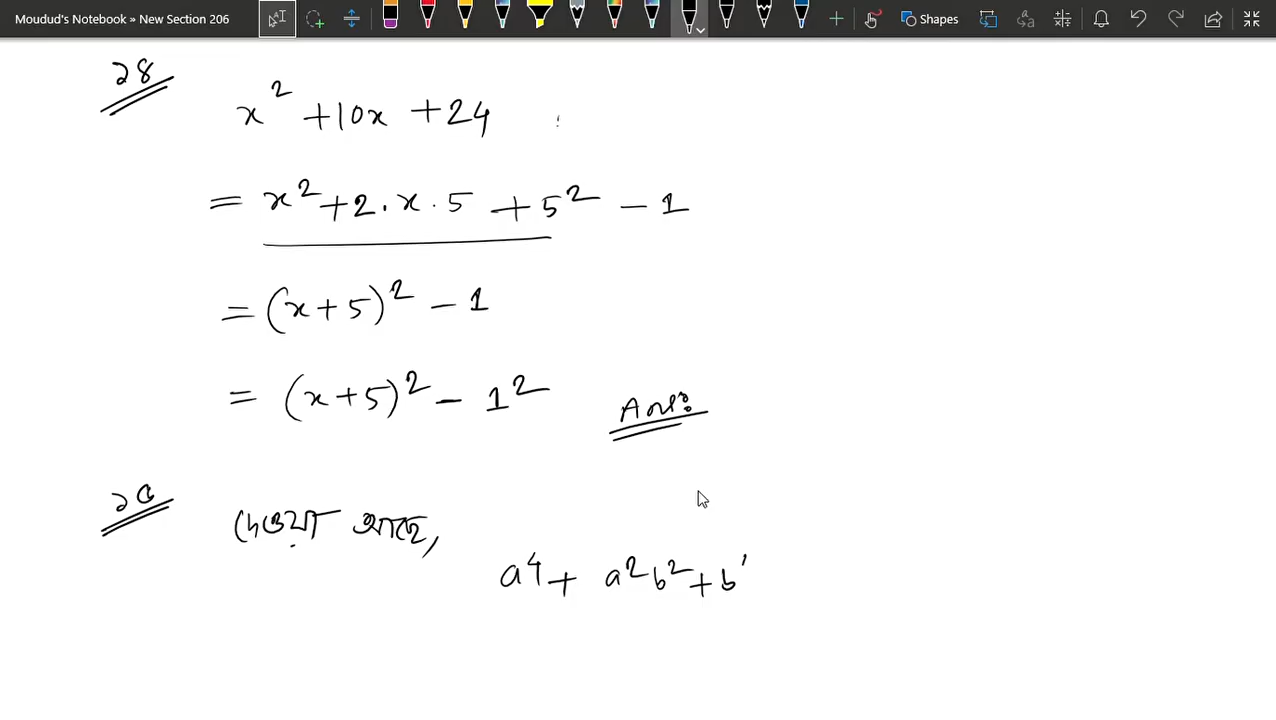 Moudud's Notebook » New Section 206
Shapes
২৪
x² + 10x + 24
= x² + 2 . x . 5 + 5² - 1
= (x + 5)² - 1
= (x + 5)² - 1²
Ans:
২৫
দেওয়া আছে,
a⁴ + a²b² + b'